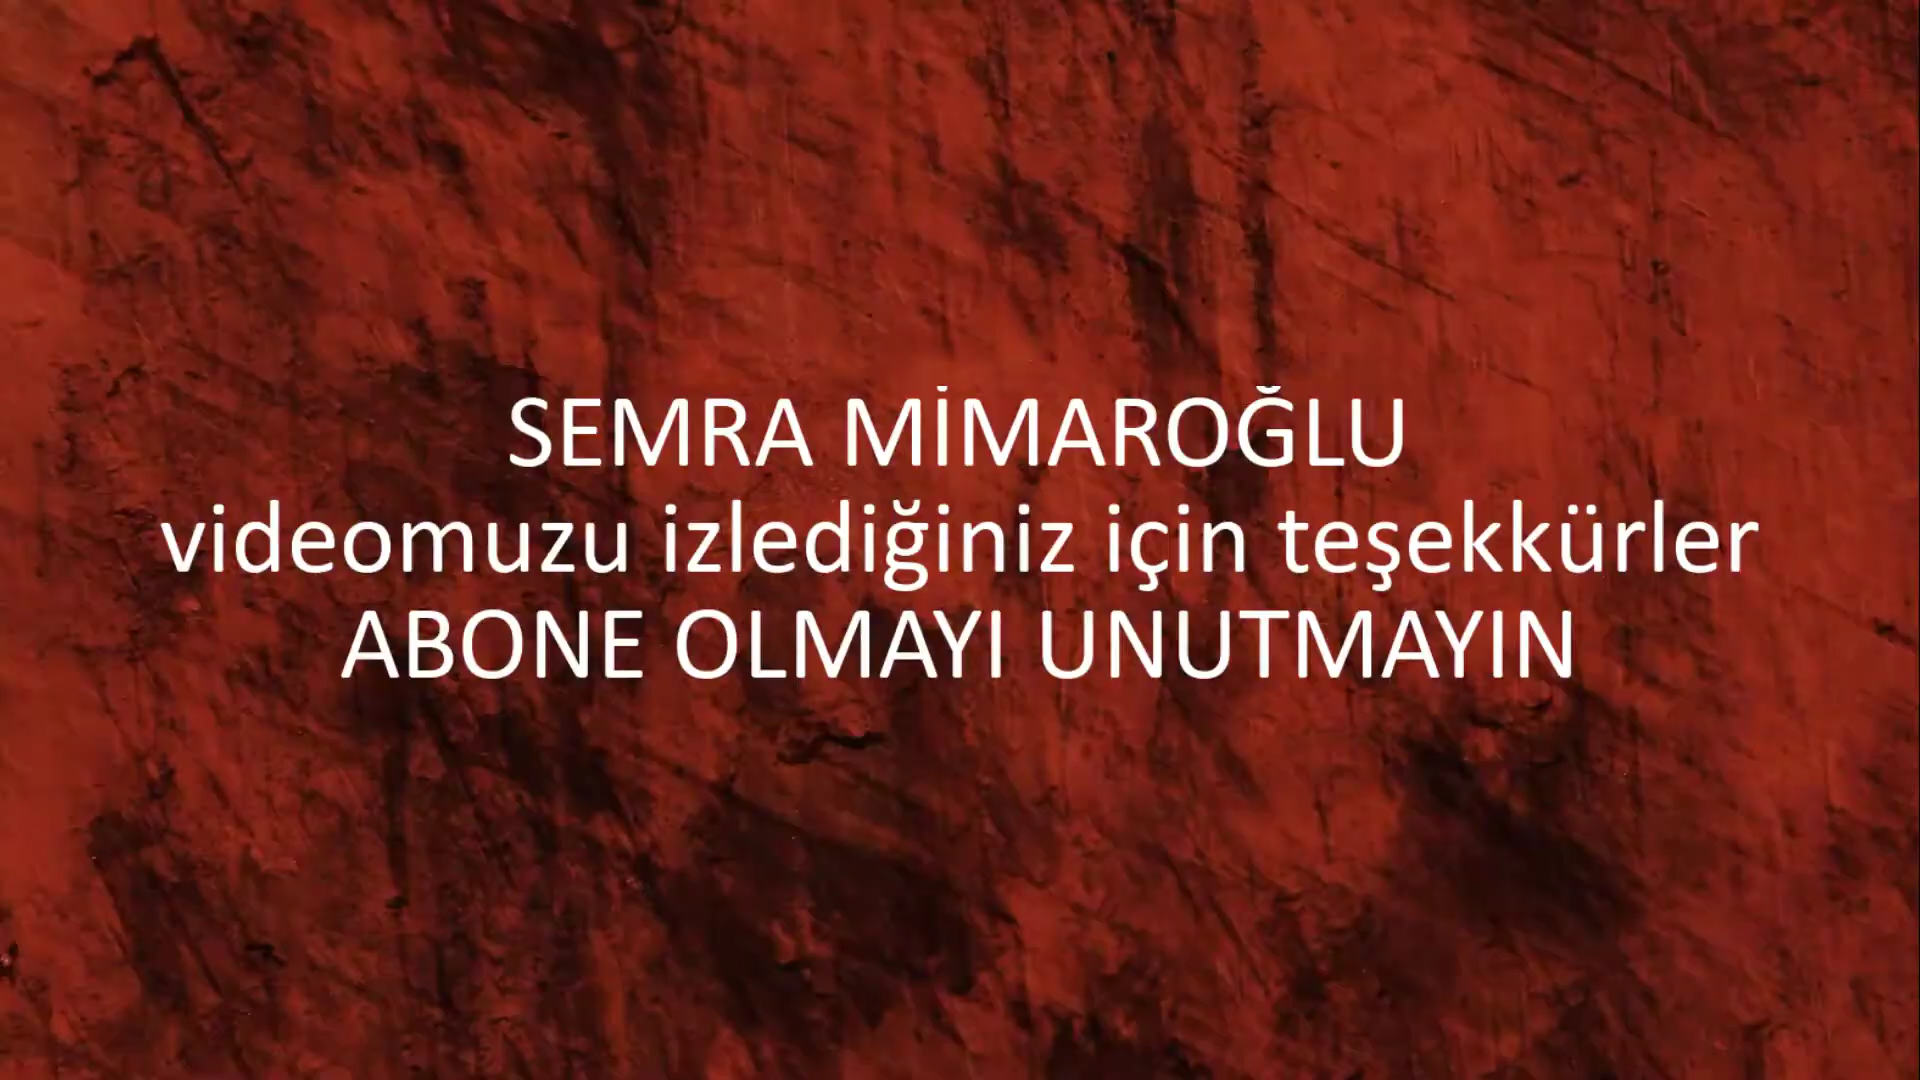 SEMRA MİMAROĞLU
videomuzu izlediğiniz için teşekkürler
ABONE OLMAYI UNUTMAYIN